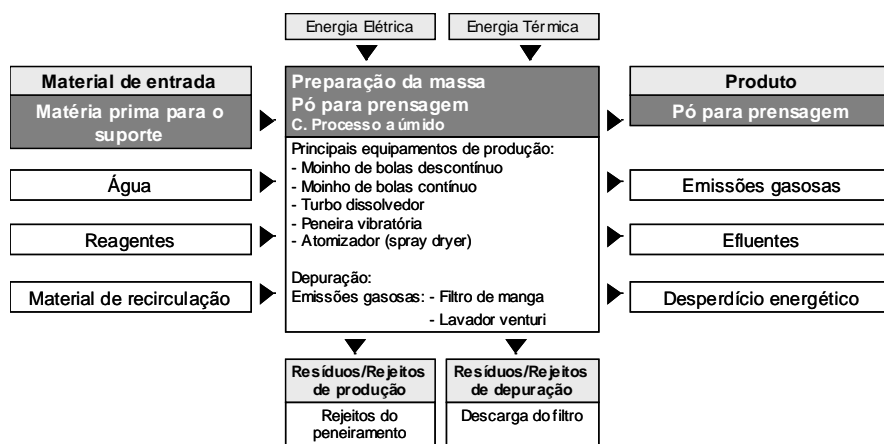 Energia Elétrica
Energia Térmica
Material de entrada
Matéria prima para o
suporte
Água
Reagentes
Material de recirculação
Preparação da massa
Pó para prensagem
C. Processo a úmido
Principais equipamentos de produção:
- Moinho de bolas descontínuo
- Moinho de bolas contínuo
- Turbo dissolvedor
- Peneira vibratória
- Atomizador (spray dryer)
Depuração:
Emissões gasosas: - Filtro de manga
- Lavador venturi
Produto
Pó para prensagem
Emissões gasosas
Efluentes
Desperdício energético
Resíduos/Rejeitos
de produção
Rejeitos do
peneiramento
Resíduos/Rejeitos
de depuração
Descarga do filtro